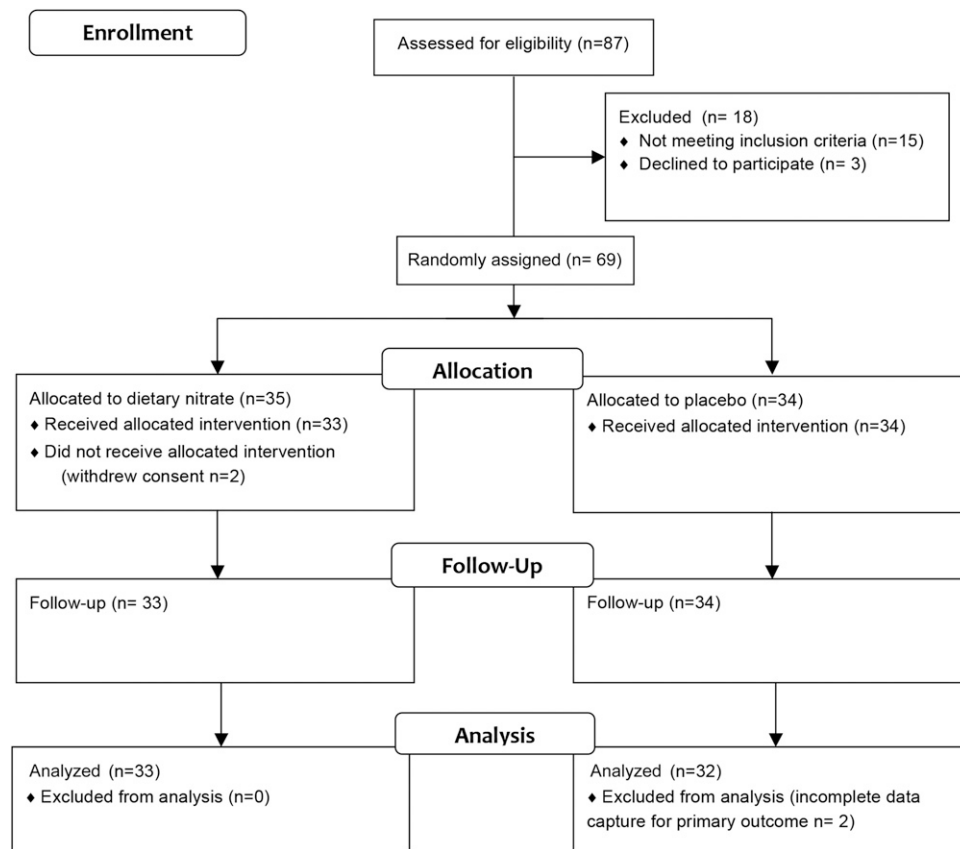 Enrollment
Assessed for eligibility (n=87)
Excluded (n= 18)
♦ Not meeting inclusion criteria (n=15)
♦ Declined to participate (n= 3)
Randomly assigned (n= 69)
Allocation
Allocated to dietary nitrate (n=35)
♦ Received allocated intervention (n=33)
♦ Did not receive allocated intervention
(withdrew consent n=2)
Allocated to placebo (n=34)
♦ Received allocated intervention (n=34)
Follow-Up
Follow-up (n= 33)
Follow-up (n=34)
Analysis
Analyzed (n=33)
♦ Excluded from analysis (n=0)
Analyzed (n=32)
♦ Excluded from analysis (incomplete data
capture for primary outcome n= 2)